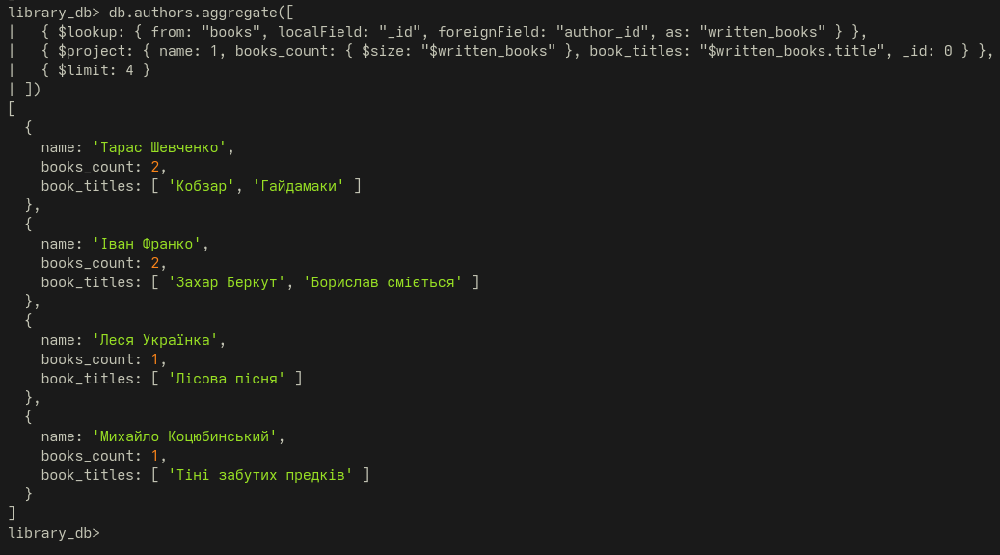 library_db> db.authors.aggregate([
|   { $lookup: { from: "books", localField: "_id", foreignField: "author_id", as: "written_books" } },
|   { $project: { name: 1, books_count: { $size: "$written_books" }, book_titles: "$written_books.title", _id: 0 } },
|   { $limit: 4 }
| ])
[
  {
    name: 'Тарас Шевченко',
    books_count: 2,
    book_titles: [ 'Кобзар', 'Гайдамаки' ]
  },
  {
    name: 'Іван Франко',
    books_count: 2,
    book_titles: [ 'Захар Беркут', 'Борислав сміється' ]
  },
  {
    name: 'Леся Українка',
    books_count: 1,
    book_titles: [ 'Лісова пісня' ]
  },
  {
    name: 'Михайло Коцюбинський',
    books_count: 1,
    book_titles: [ 'Тіні забутих предків' ]
  }
]
library_db>